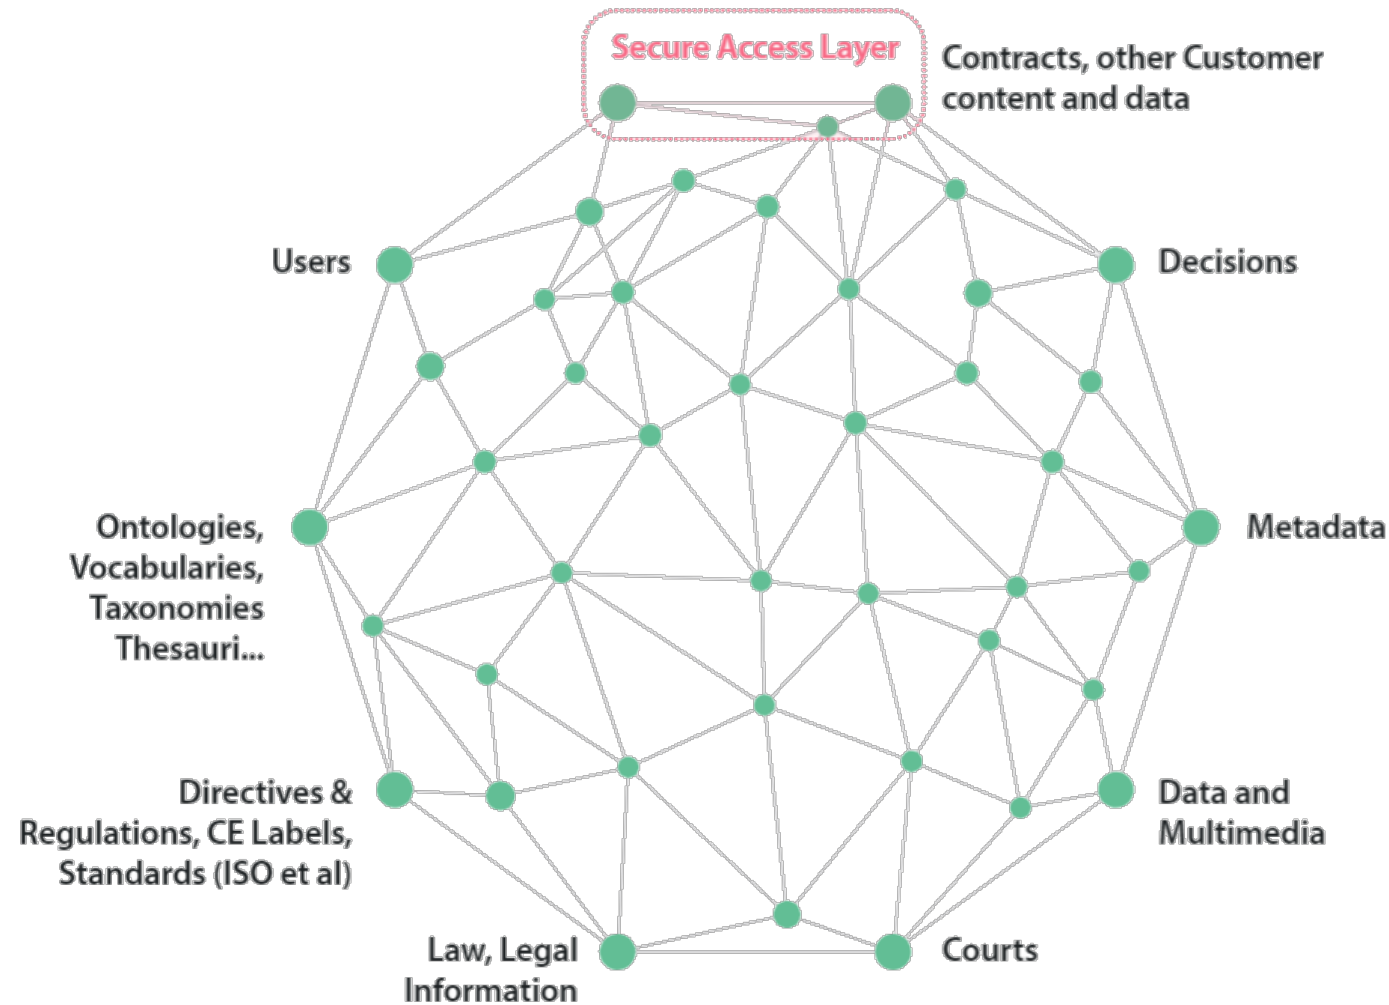 Secure Access Layer
Contracts, other Customer
content and data
Users
Decisions
Ontologies,
Vocabularies,
Taxonomies
Thesauri...
Metadata
Directives &
Regulations, CE Labels,
Standards (ISO et al)
Data and
Multimedia
Law, Legal
Information
Courts